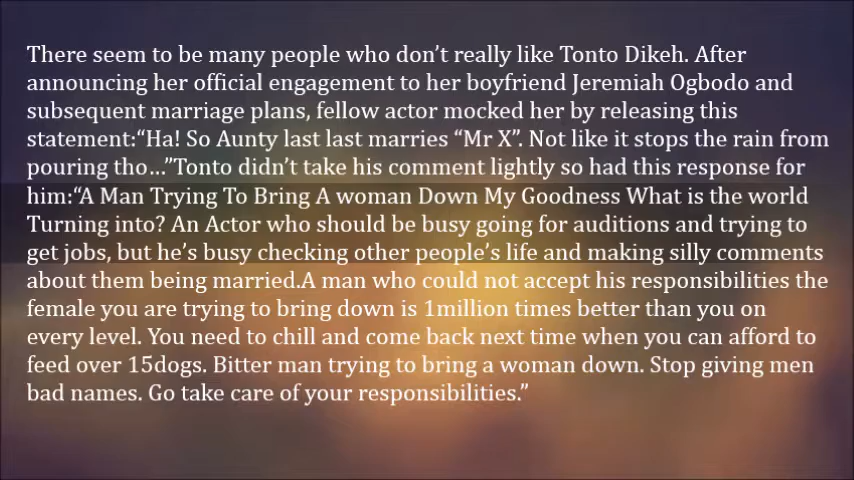 There seem to be many people who don’t really like Tonto Dikeh. After
announcing her official engagement to her boyfriend Jeremiah Ogbodo and
subsequent marriage plans, fellow actor mocked her by releasing this
statement:“Ha! So Aunty last last marries “Mr X”. Not like it stops the rain from
pouring tho…”Tonto didn’t take his comment lightly so had this response for
him:“A Man Trying To Bring A woman Down My Goodness What is the world
Turning into? An Actor who should be busy going for auditions and trying to
get jobs, but he’s busy checking other people’s life and making silly comments
about them being married.A man who could not accept his responsibilities the
female you are trying to bring down is 1million times better than you on
every level. You need to chill and come back next time when you can afford to
feed over 15dogs. Bitter man trying to bring a woman down. Stop giving men
bad names. Go take care of your responsibilities.”